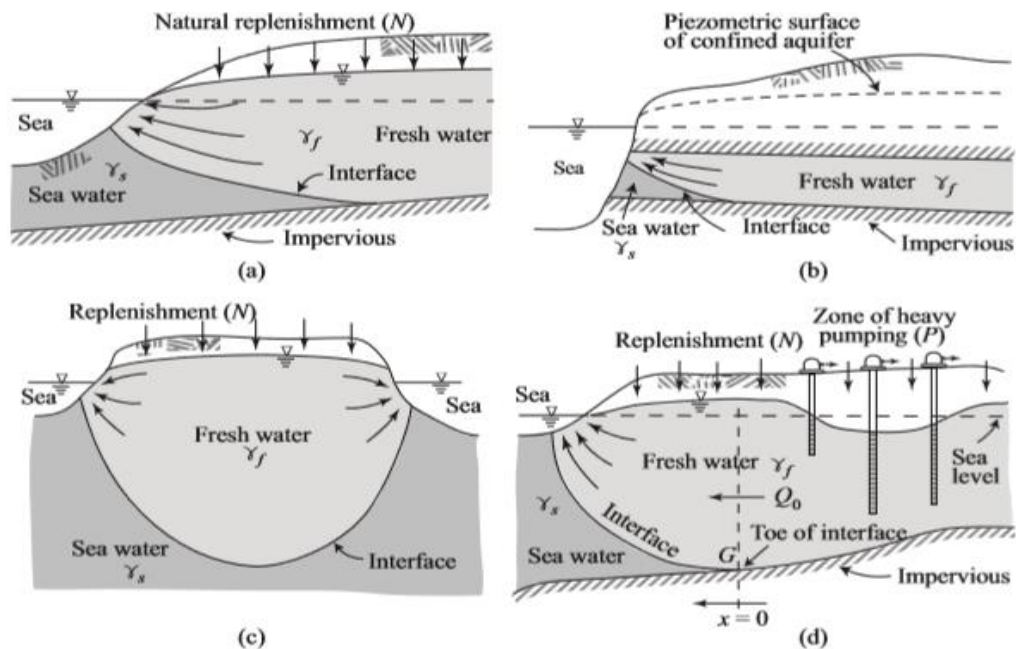 Natural replenishment (N)
Sea
γf
Fresh water
γs
Sea water
Interface
Impervious
(a)
Piezometric surface
of confined aquifer
Sea
Fresh water γf
Sea water
γs
Interface
Impervious
(b)
Replenishment (N)
Sea
Sea
Fresh water
γf
Sea water
γs
Interface
(c)
Zone of heavy
pumping (P)
Replenishment (N)
Sea
Fresh water γf
Sea
level
Q0
γs
Interface
Toe of interface
Sea water
G
Impervious
x = 0
(d)